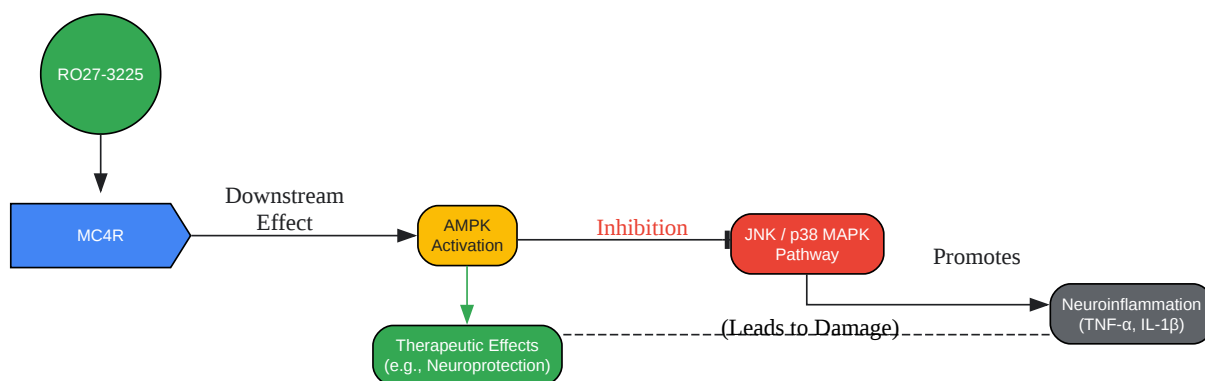 RO27-3225
MC4R
Downstream
Effect
AMPK
Activation
Inhibition
JNK / p38 MAPK
Pathway
Promotes
Neuroinflammation
(TNF-α, IL-1β)
(Leads to Damage)
Therapeutic Effects
(e.g., Neuroprotection)